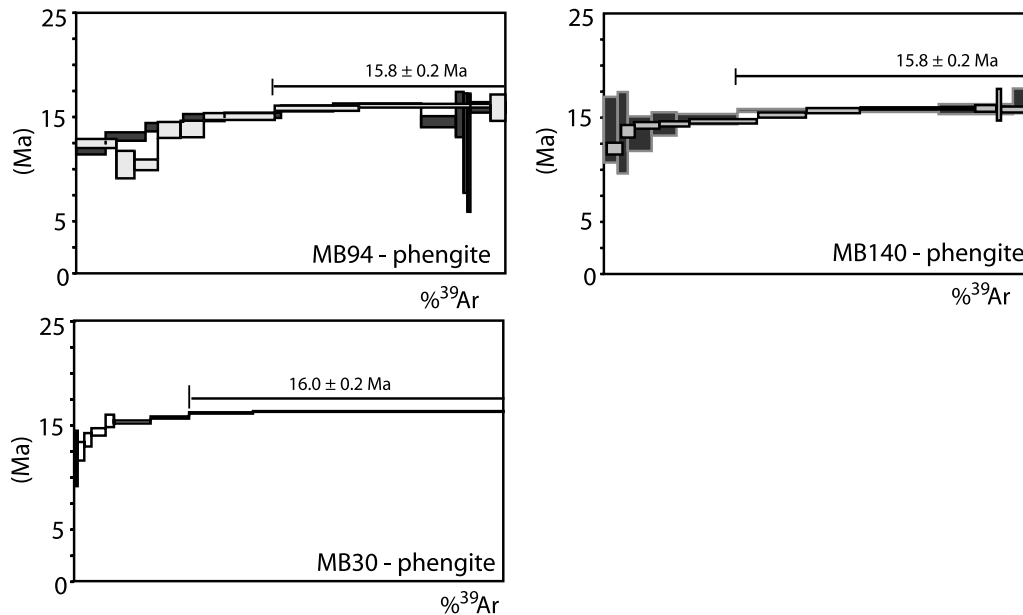 25
15
5
0
(Ma)
15.8 ± 0.2 Ma
MB94 - phengite
%³⁹Ar
25
15
5
0
(Ma)
15.8 ± 0.2 Ma
MB140 - phengite
%³⁹Ar
25
15
5
0
(Ma)
16.0 ± 0.2 Ma
MB30 - phengite
%³⁹Ar